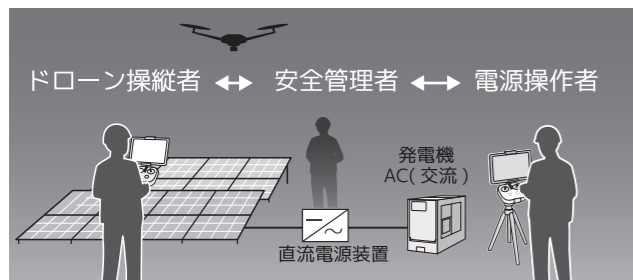 ドローン操縦者 ↔ 安全管理者 ↔ 電源操作者
発電機
AC( 交流 )
直流電源装置